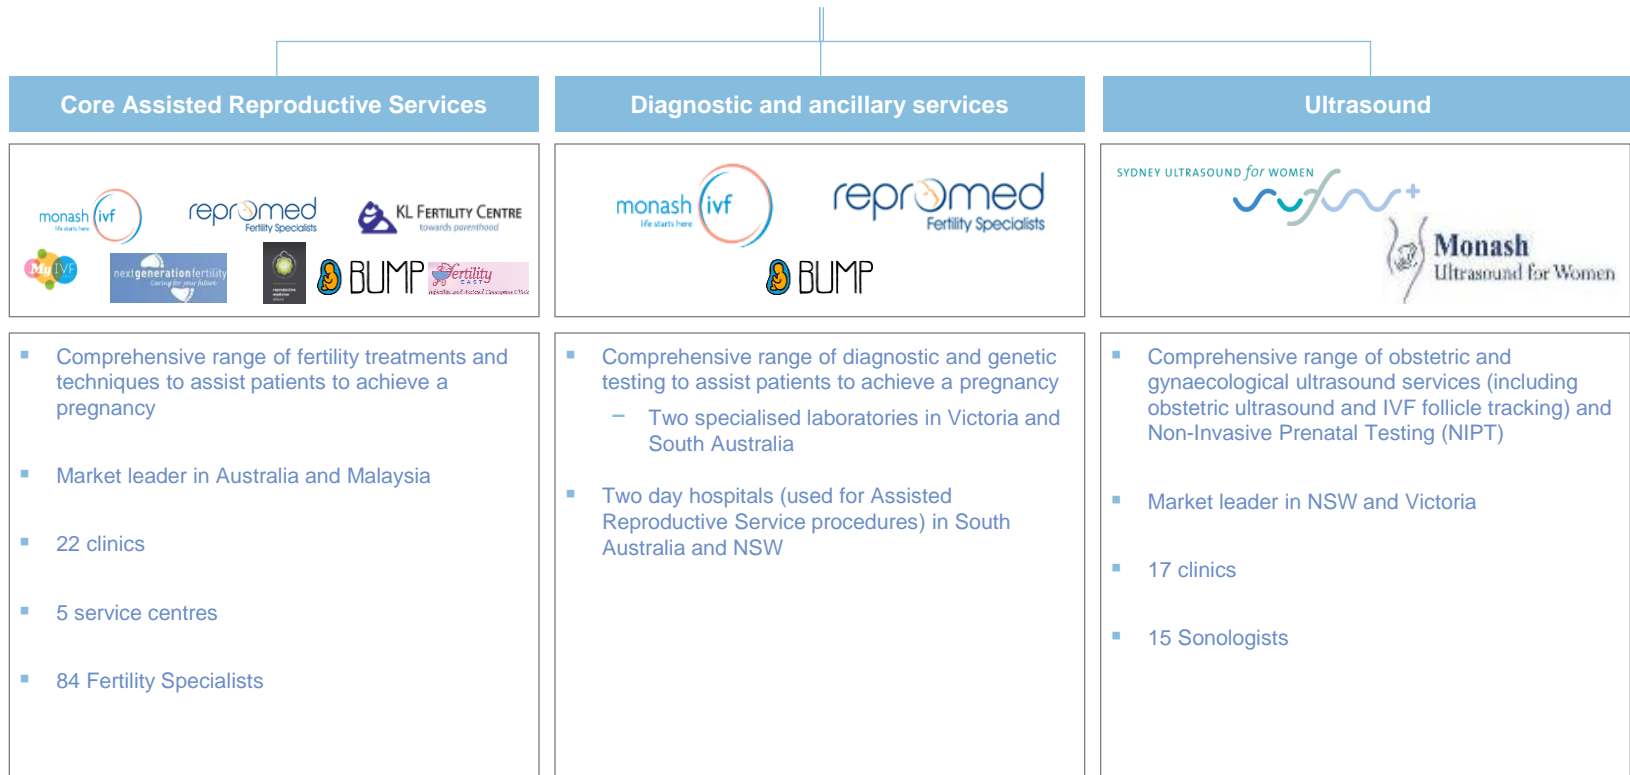 Core Assisted Reproductive Services
monash ivf
life starts here
repromed
Fertility Specialists
KL FERTILITY CENTRE
towards parenthood
My IVF
nextgenerationfertility
Caring for your future
BUMP
Fertility
EAST
Comprehensive range of fertility treatments and
techniques to assist patients to achieve a
pregnancy
Market leader in Australia and Malaysia
22 clinics
5 service centres
84 Fertility Specialists
Diagnostic and ancillary services
monash ivf
life starts here
repromed
Fertility Specialists
BUMP
Comprehensive range of diagnostic and genetic
testing to assist patients to achieve a pregnancy
– Two specialised laboratories in Victoria and
South Australia
Two day hospitals (used for Assisted
Reproductive Service procedures) in South
Australia and NSW
Ultrasound
SYDNEY ULTRASOUND for WOMEN
Monash
Ultrasound for Women
Comprehensive range of obstetric and
gynaecological ultrasound services (including
obstetric ultrasound and IVF follicle tracking) and
Non-Invasive Prenatal Testing (NIPT)
Market leader in NSW and Victoria
17 clinics
15 Sonologists